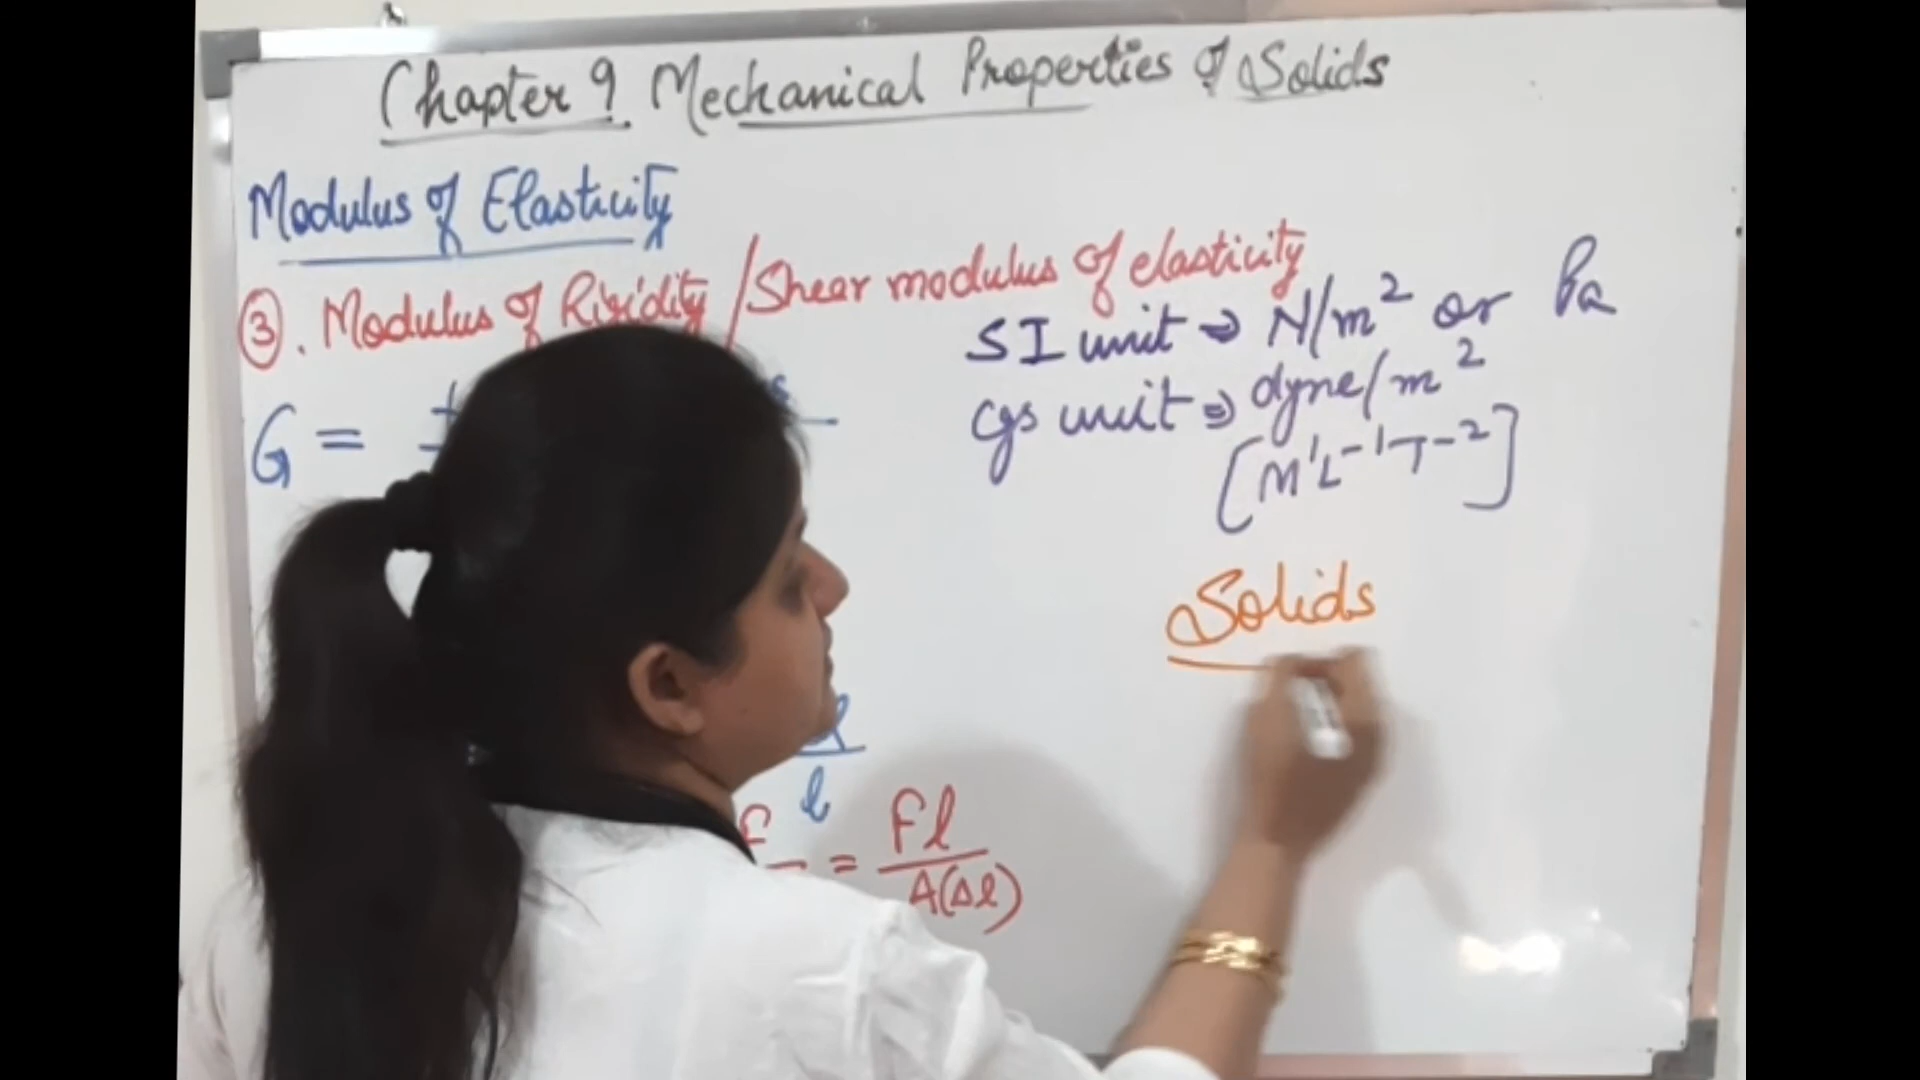 Chapter 9 Mechanical Properties of Solids
Modulus of Elasticity
③. Modulus of Rigidity / Shear modulus of elasticity
SI unit ⇒ N/m² or Pa
G =
cgs unit ⇒ dyne/m²
[M¹L⁻¹T⁻²]
Solids
l
= Fl
A(Δl)